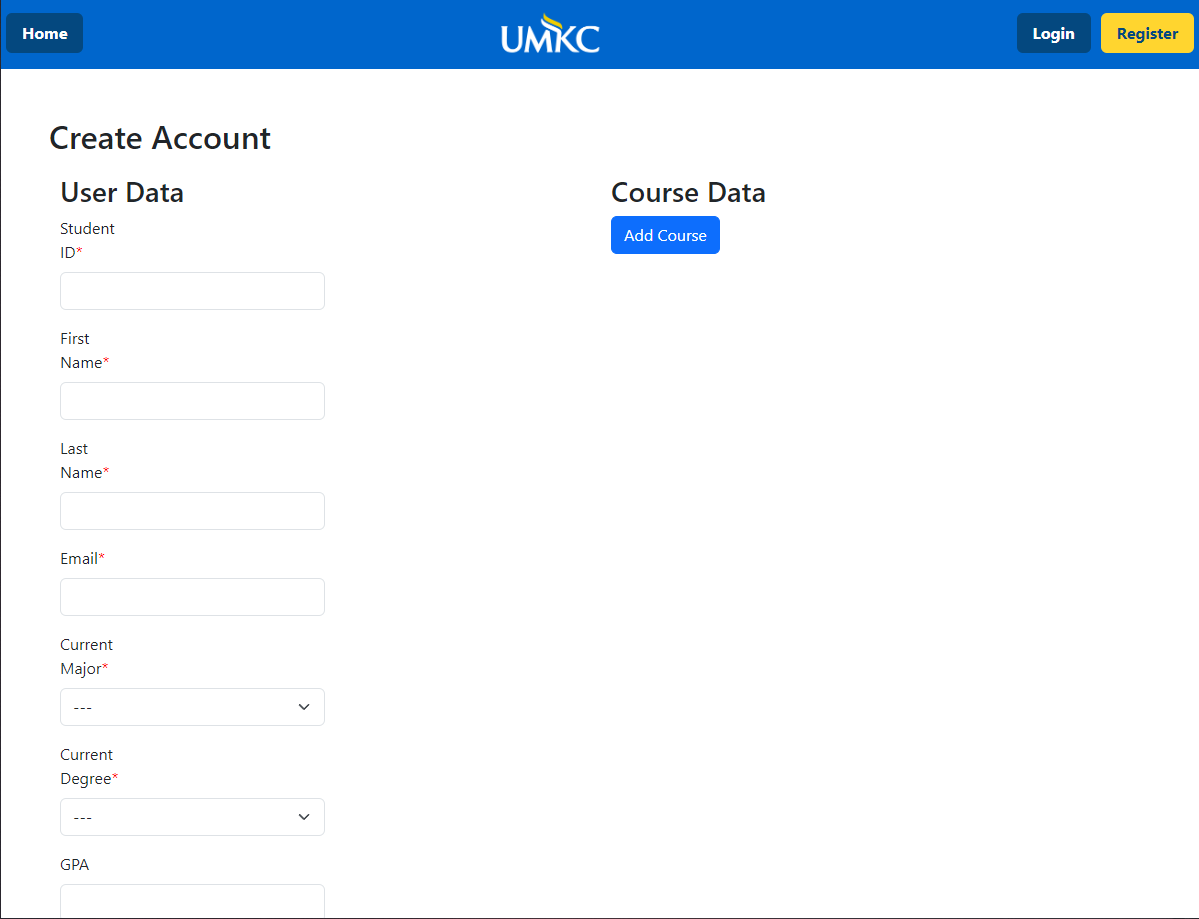 Home
UMKC
Login
Register
Create Account
User Data
Student
ID*
First
Name*
Last
Name*
Email*
Current
Major*
---
Current
Degree*
---
GPA
Course Data
Add Course